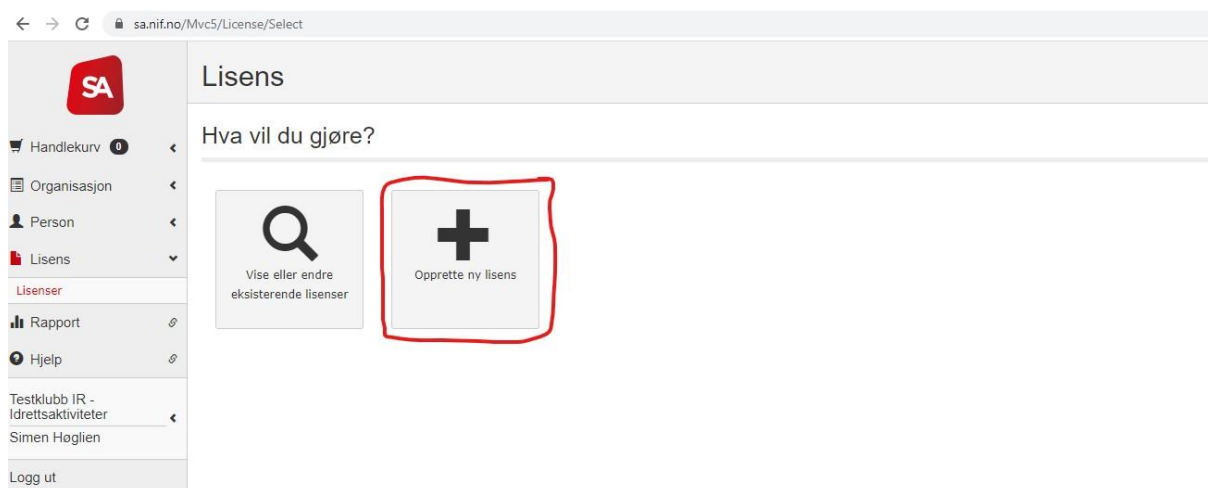 sa.nif.no/Mvc5/License/Select
SA
Lisens
Hva vil du gjøre?
Handlekurv 0
Organisasjon
Person
Lisens
Lisenser
Rapport
Hjelp
Testklubb IR -
Idrettsaktiviteter
Simen Høglien
Logg ut
Vise eller endre
eksisterende lisenser
Opprette ny lisens